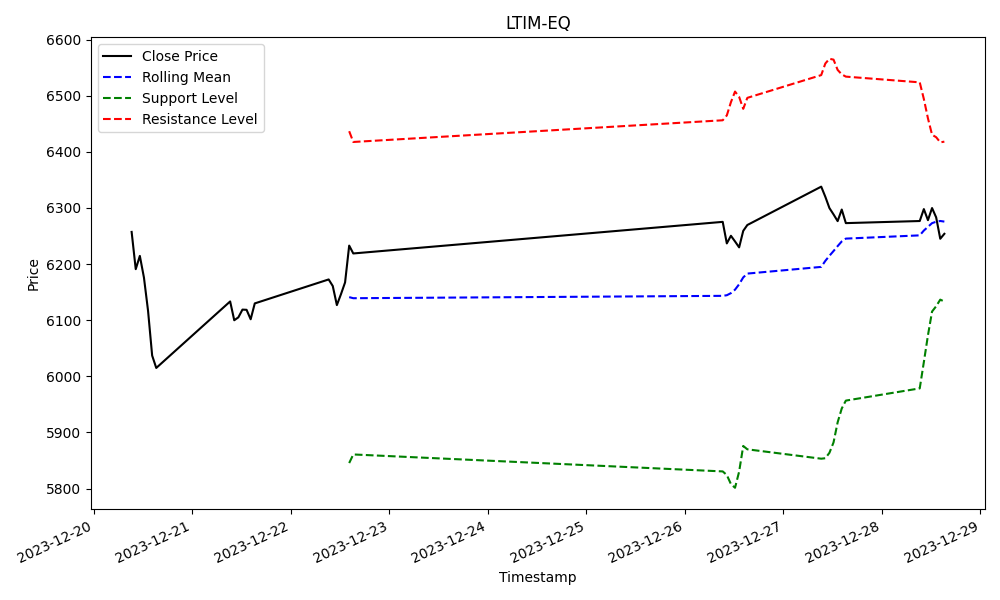 LTIM-EQ
Close Price
Rolling Mean
Support Level
Resistance Level
Price
6600
6500
6400
6300
6200
6100
6000
5900
5800
2023-12-20
2023-12-21
2023-12-22
2023-12-23
2023-12-24
2023-12-25
2023-12-26
2023-12-27
2023-12-28
2023-12-29
Timestamp